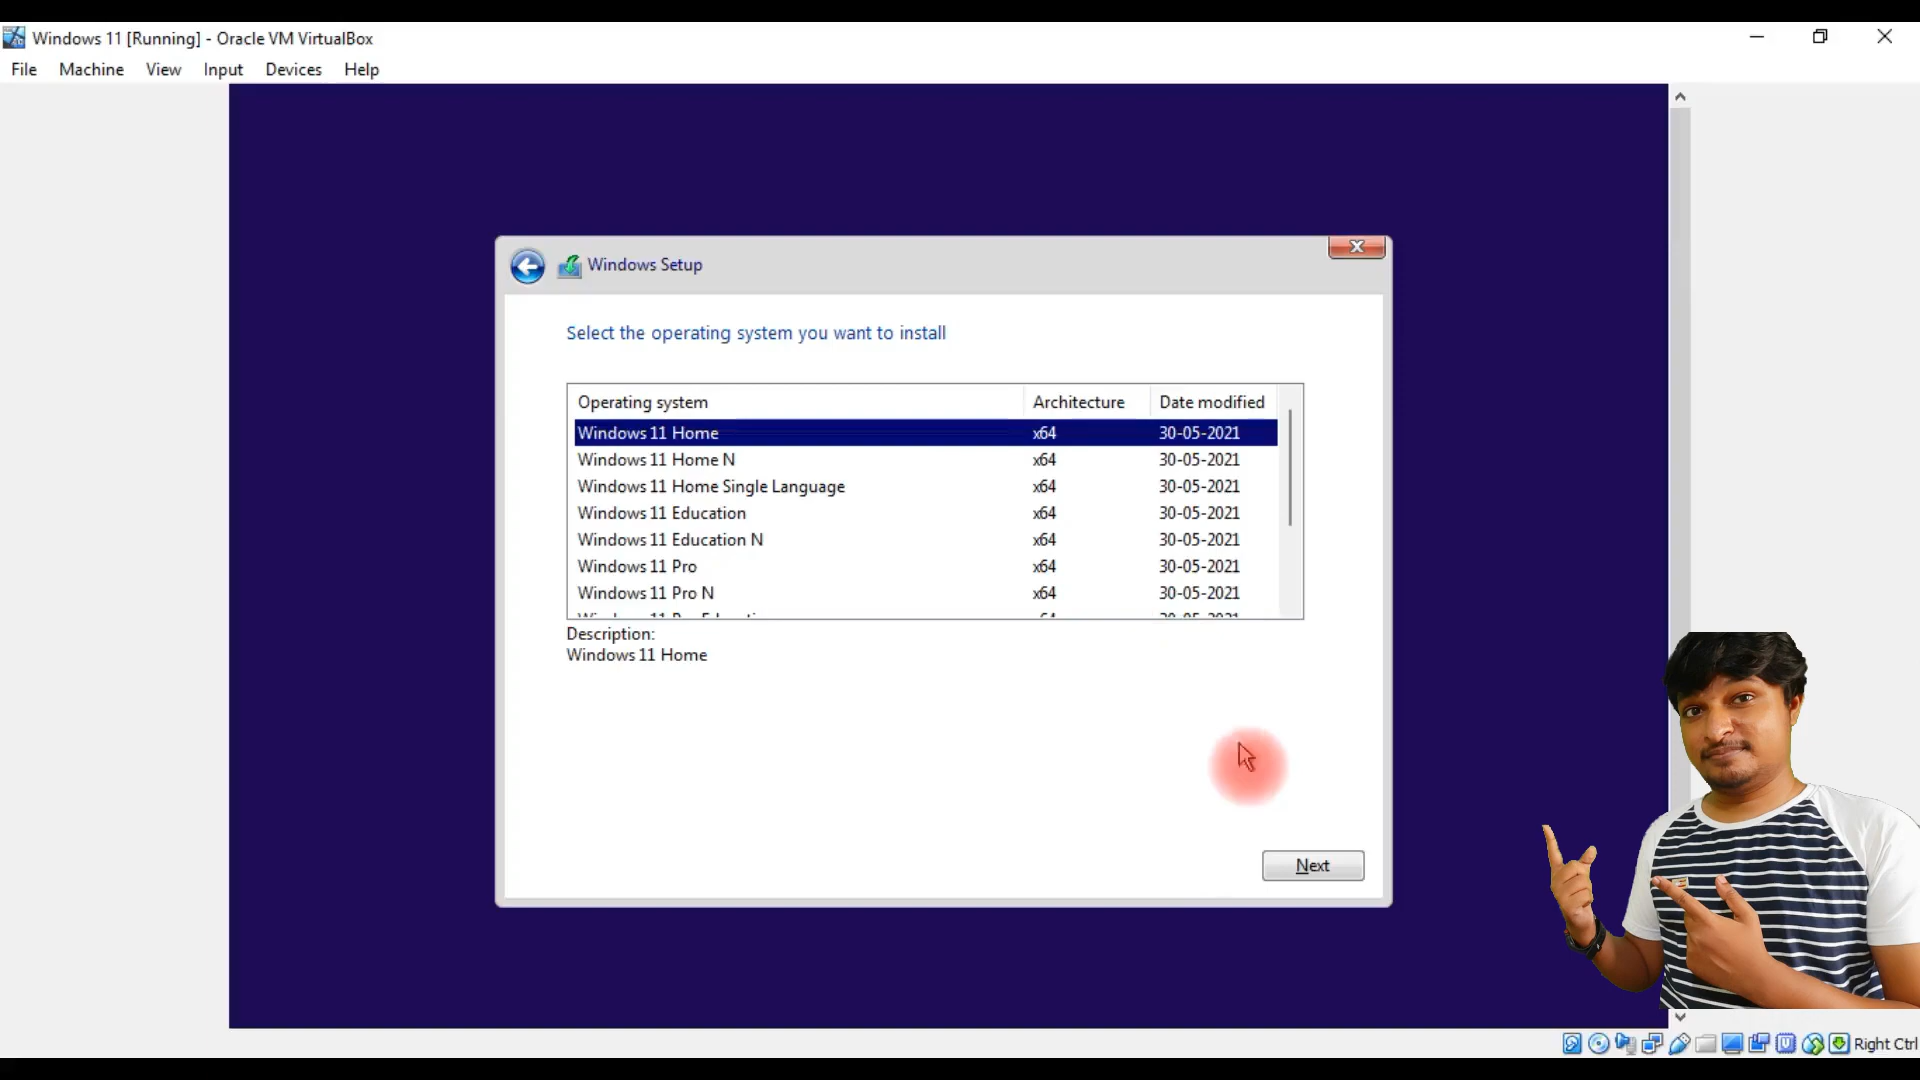 Windows 11 [Running] - Oracle VM VirtualBox
File Machine View Input Devices Help
Windows Setup
Select the operating system you want to install
Operating system Architecture Date modified
Windows 11 Home x64 30-05-2021
Windows 11 Home N x64 30-05-2021
Windows 11 Home Single Language x64 30-05-2021
Windows 11 Education x64 30-05-2021
Windows 11 Education N x64 30-05-2021
Windows 11 Pro x64 30-05-2021
Windows 11 Pro N x64 30-05-2021
Description:
Windows 11 Home
Next
Right Ctrl